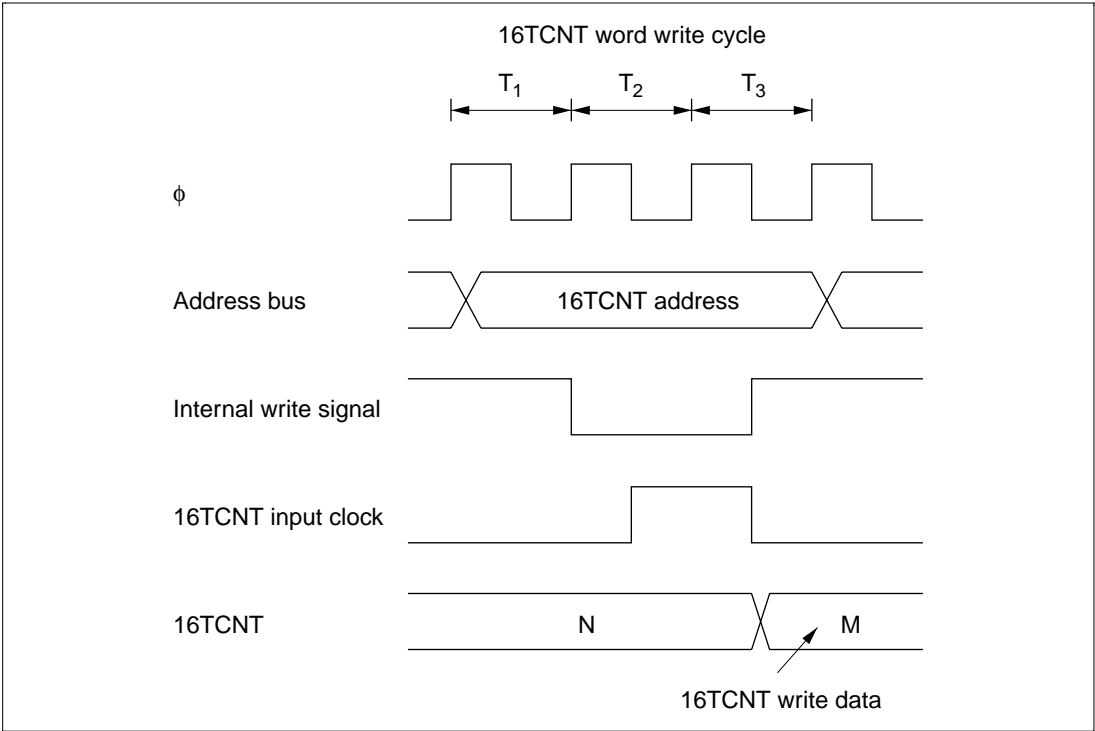 16TCNT word write cycle
T1 T2 T3
ϕ
Address bus 16TCNT address
Internal write signal
16TCNT input clock
16TCNT N M
16TCNT write data